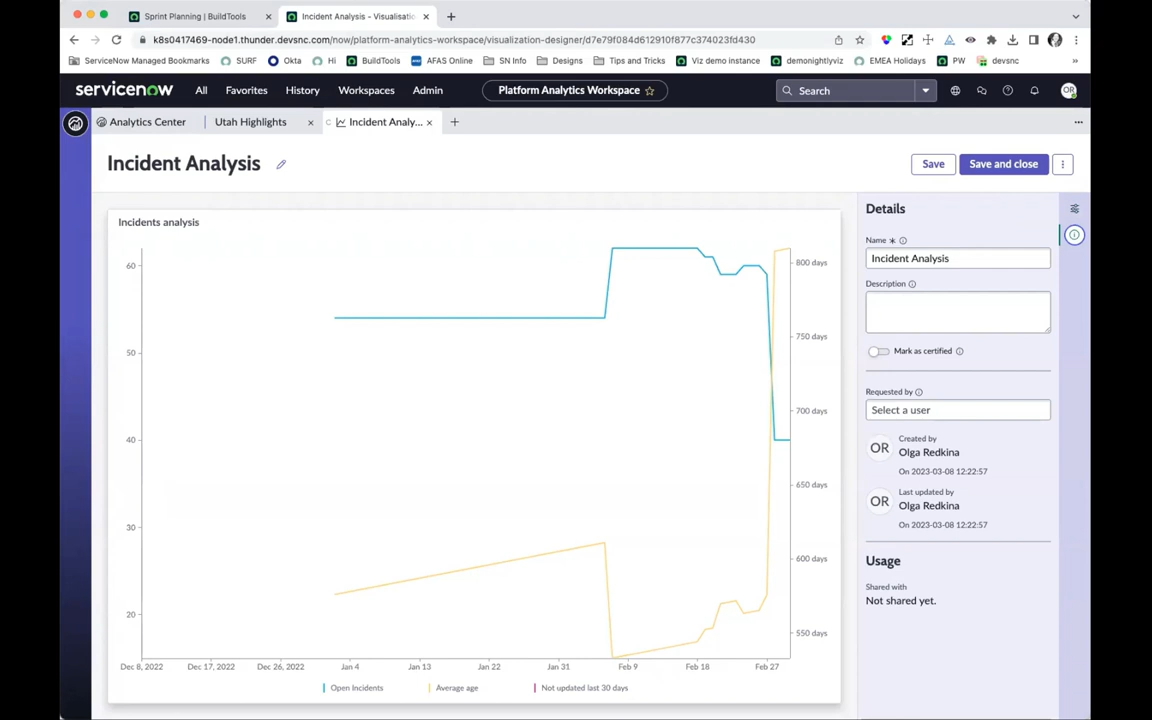 Sprint Planning | BuildTools
Incident Analysis - Visualisatio
k8s0417469-node1.thunder.devsnc.com/now/platform-analytics-workspace/visualization-designer/d7e79f084d612910f877c374023fd430
ServiceNow Managed Bookmarks SURF Okta Hi BuildTools AFAS Online SN Info Designs Tips and Tricks Viz demo instance demonightlyviz EMEA Holidays PW devsnc
servicenow All Favorites History Workspaces Admin Platform Analytics Workspace Search OR
Analytics Center Utah Highlights Incident Analy...
Incident Analysis Save Save and close
Incidents analysis
60
50
40
30
20
800 days
750 days
700 days
650 days
600 days
550 days
Dec 8, 2022 Dec 17, 2022 Dec 26, 2022 Jan 4 Jan 13 Jan 22 Jan 31 Feb 9 Feb 18 Feb 27
Open Incidents Average age Not updated last 30 days
Details
Name
Incident Analysis
Description
Mark as certified
Requested by
Select a user
OR
Created by
Olga Redkina
On 2023-03-08 12:22:57
OR
Last updated by
Olga Redkina
On 2023-03-08 12:22:57
Usage
Shared with
Not shared yet.